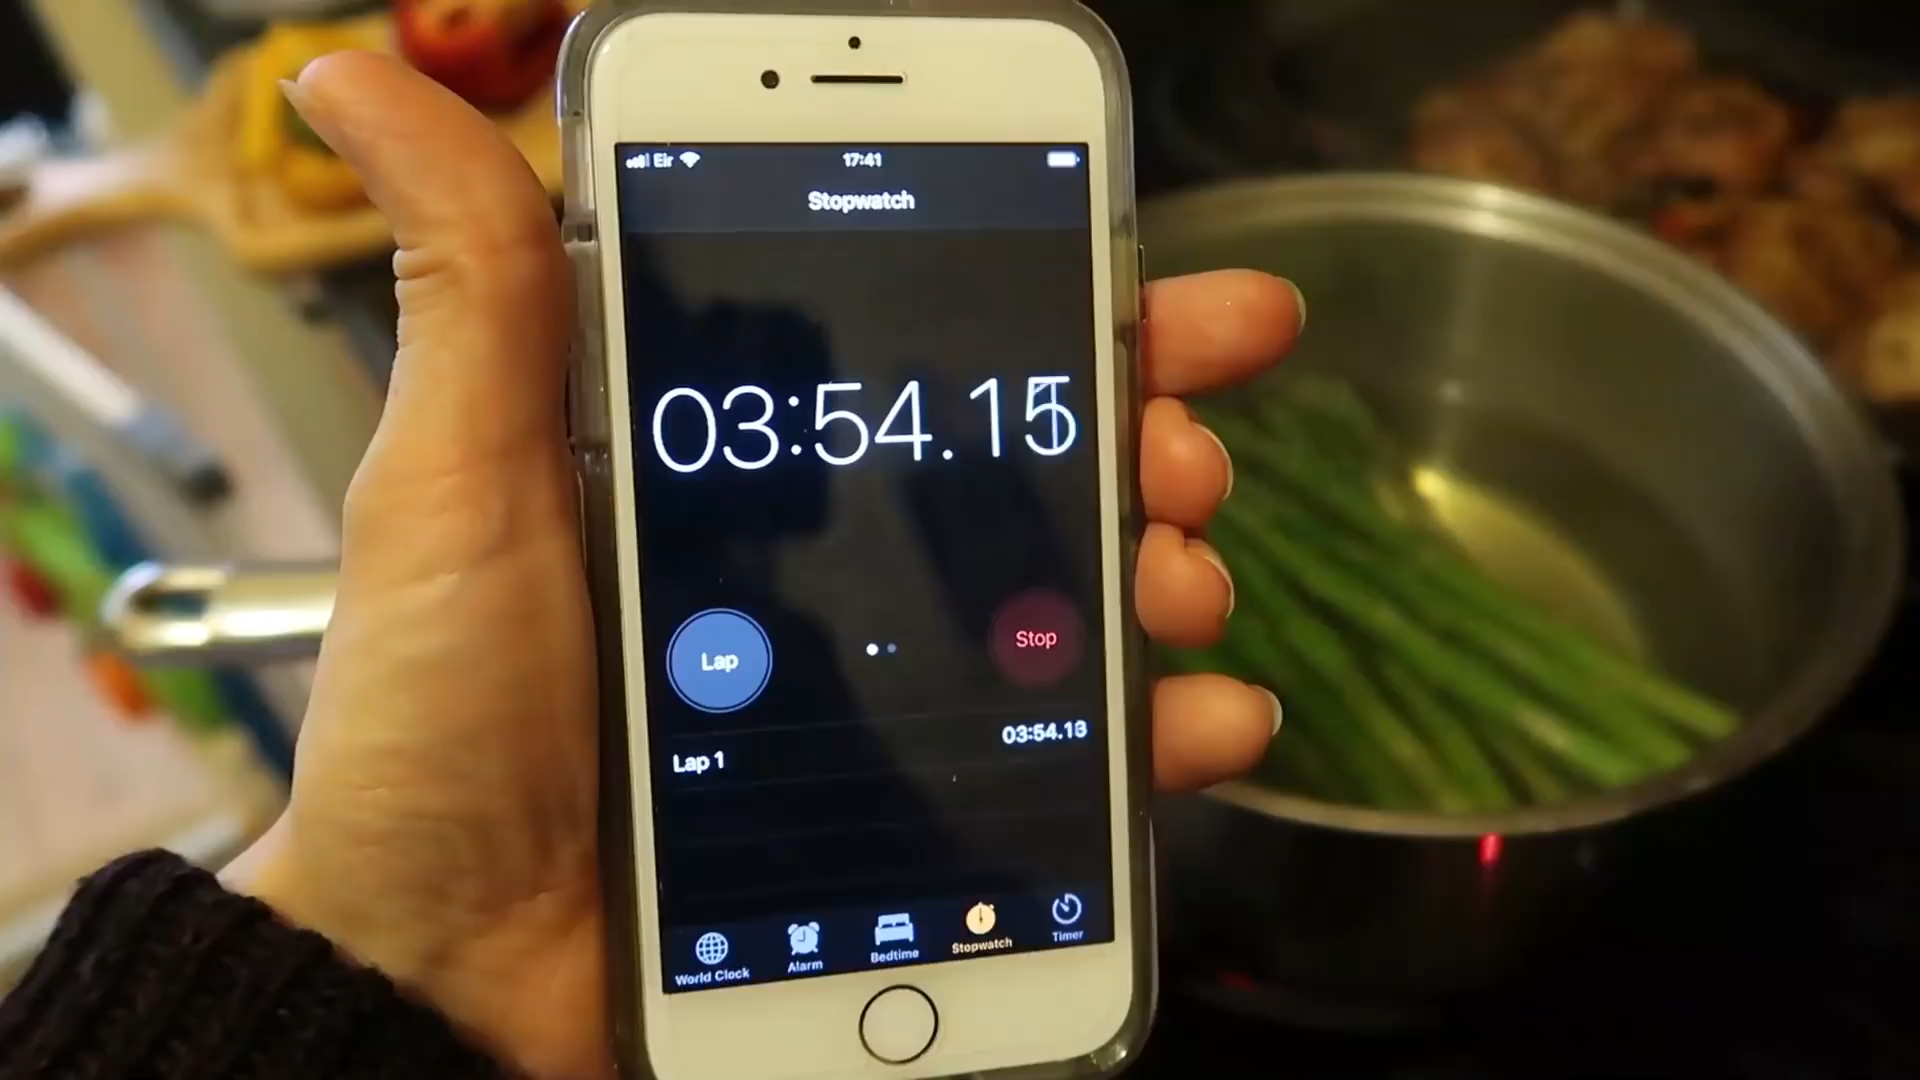 Eir 17:41
Stopwatch
03:54.15
Lap Stop
Lap 1 03:54.13
World Clock Alarm Bedtime Stopwatch Timer